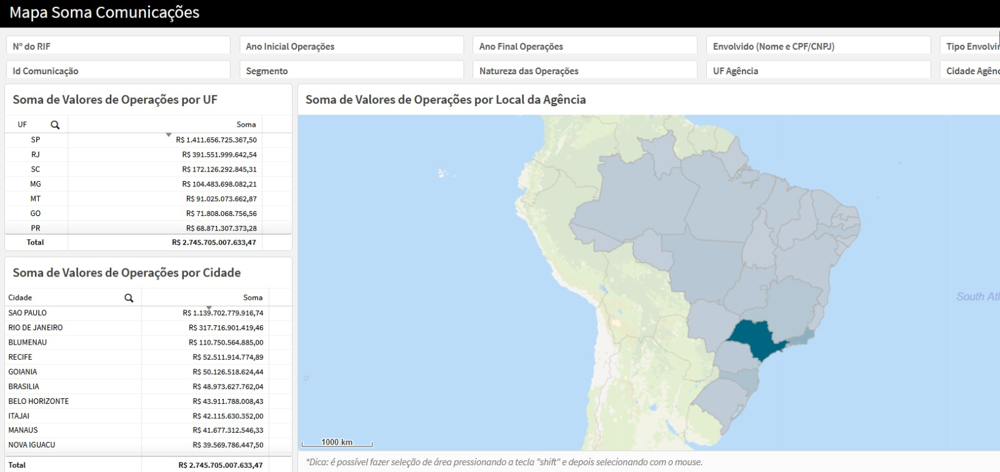 Mapa Soma Comunicações
Nº do RIF
Ano Inicial Operações
Ano Final Operações
Envolvido (Nome e CPF/CNPJ)
Tipo
Id Comunicação
Segmento
Natureza das Operações
UF Agência
Cidade
Soma de Valores de Operações por UF
UF Soma
SP R$ 1.411.656.725.367,50
RJ R$ 391.551.999.642,54
SC R$ 172.126.292.845,31
MG R$ 104.483.698.082,21
MT R$ 91.025.073.662,87
GO R$ 71.808.068.756,56
PR R$ 68.871.307.373,28
Total R$ 2.745.705.007.633,47
Soma de Valores de Operações por Cidade
Cidade Soma
SAO PAULO R$ 1.139.702.779.916,74
RIO DE JANEIRO R$ 317.716.901.419,46
BLUMENAU R$ 110.750.564.885,00
RECIFE R$ 52.511.914.774,89
GOIANIA R$ 50.126.518.624,44
BRASILIA R$ 48.973.627.762,04
BELO HORIZONTE R$ 43.911.788.008,43
ITAJAI R$ 42.115.630.352,00
MANAUS R$ 41.677.312.546,33
NOVA IGUACU R$ 39.569.786.447,50
Total R$ 2.745.705.007.633,47
Soma de Valores de Operações por Local da Agência
South
1000 km
*Dica: é possível fazer seleção de área pressionando a tecla "shift" e depois selecionando com o mouse.